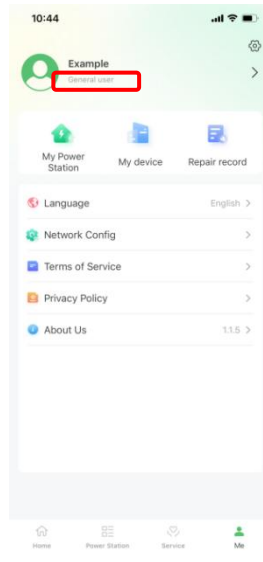 10:44
Example
General user
My Power
Station
My device
Repair record
Language
English
Network Config
Terms of Service
Privacy Policy
About Us
1.1.5
Home
Power Station
Service
Me